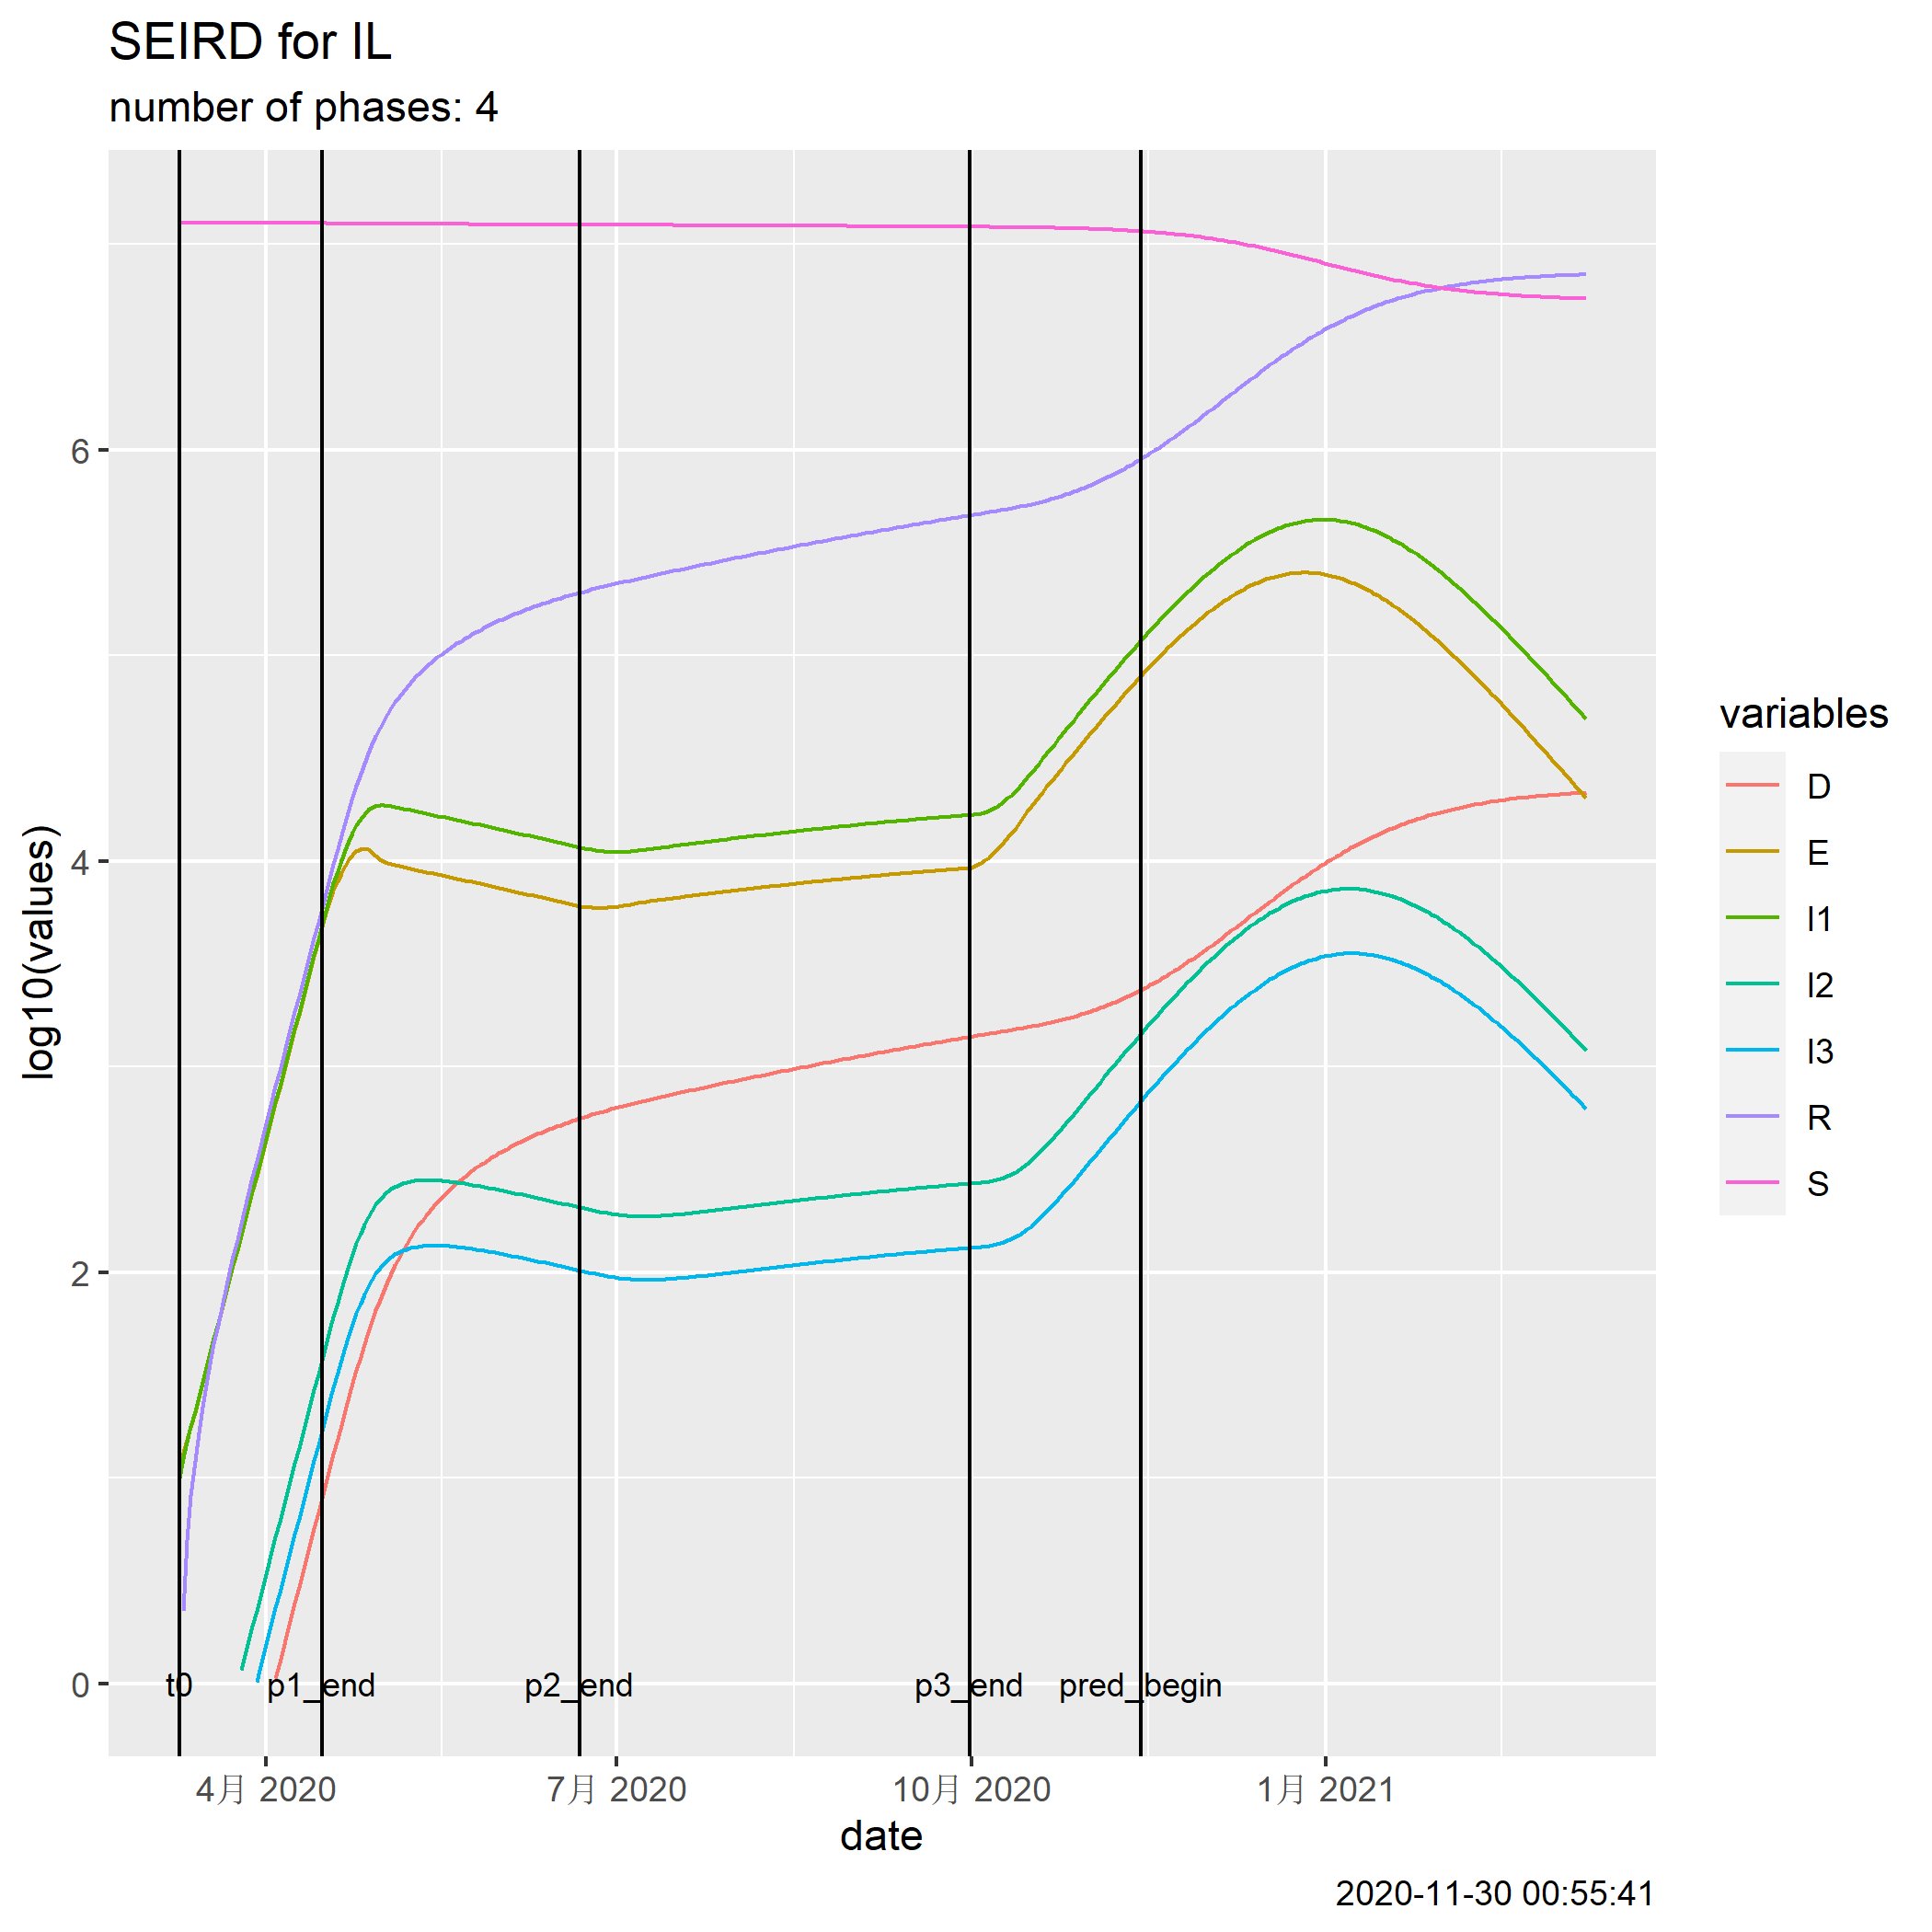 SEIRD for IL
number of phases: 4
log10(values)
6
4
2
0
t0
p1_end
p2_end
p3_end
pred_begin
4月 2020
7月 2020
10月 2020
1月 2021
date
variables
D
E
I1
I2
I3
R
S
2020-11-30 00:55:41